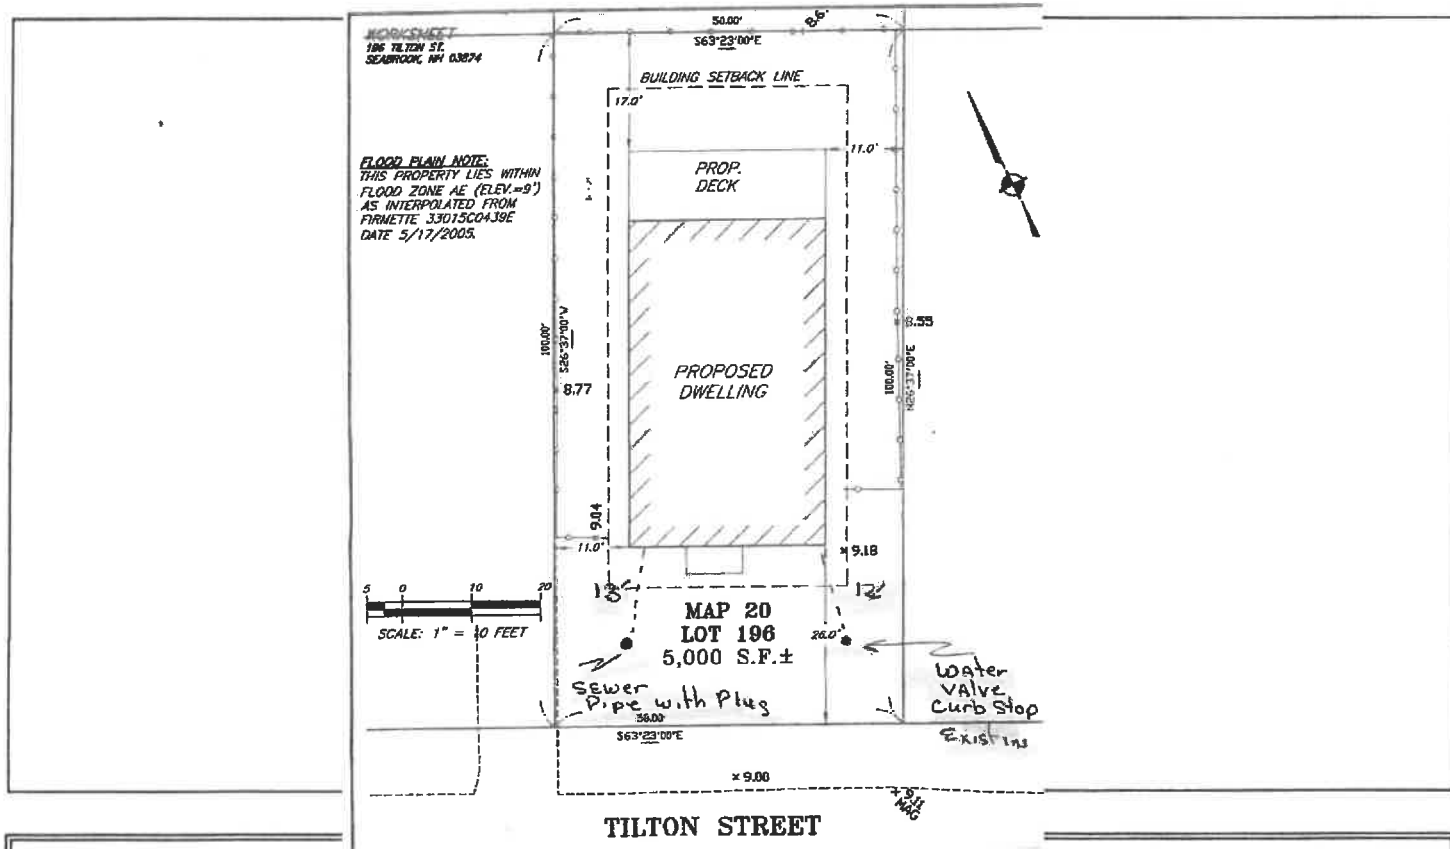 WORKSHEET
196 TILTON ST.
SEABROOK, NH 03874
50.00'
8.6
S63°23'00"E
BUILDING SETBACK LINE
17.0'
11.0'
PROP.
DECK
FLOOD PLAIN NOTE:
THIS PROPERTY LIES WITHIN
FLOOD ZONE AE (ELEV.=9')
AS INTERPOLATED FROM
FIRMETTE 33015C0439E
DATE 5/17/2005.
100.00'
S26°37'00"W
8.77
PROPOSED
DWELLING
8.55
100.00'
N26°37'00"E
9.04
11.0'
× 9.18
12'
5 0 10 20
SCALE: 1" = 10 FEET
MAP 20
LOT 196
5,000 S.F.±
26.0'
Sewer
Pipe with Plug
Water
Valve
Curb Stop
Existing
50.00'
S63°23'00"E
× 9.00
× 9.11
MAG
TILTON STREET